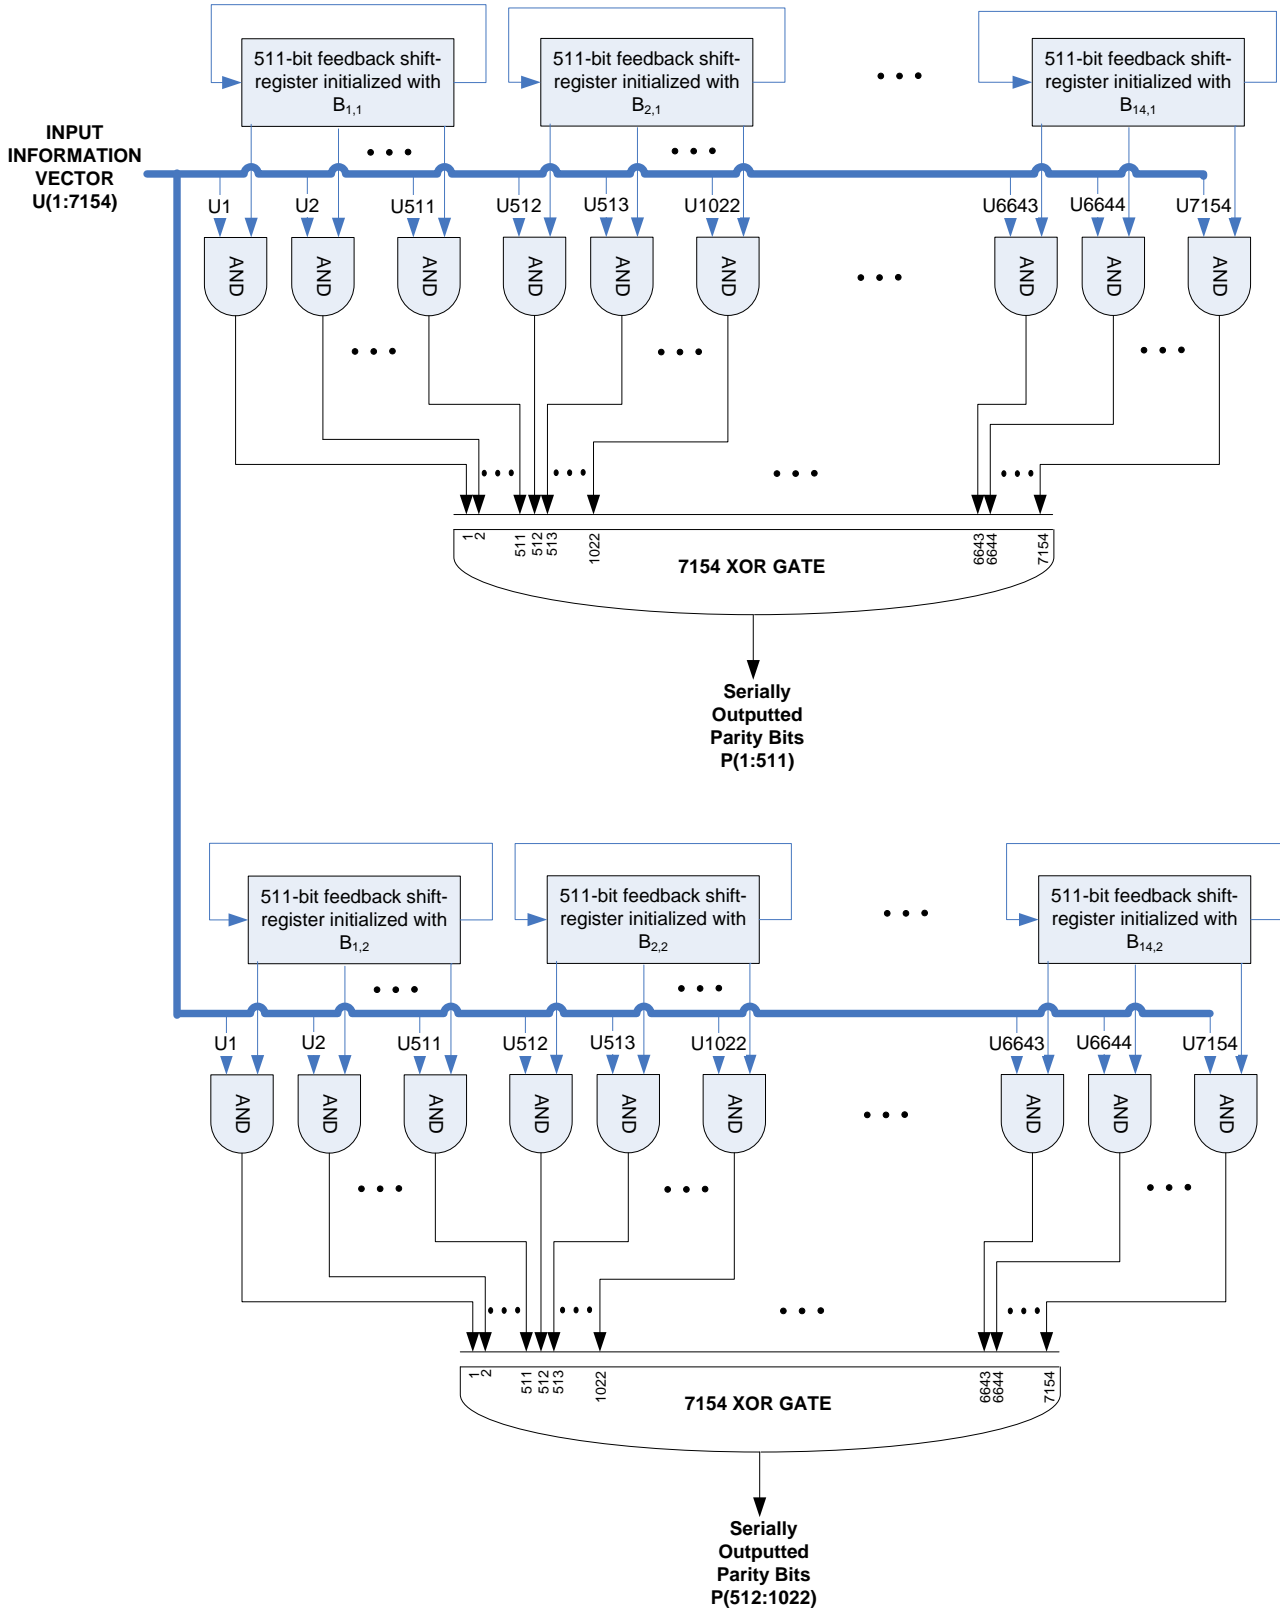 511-bit feedback shift-
register initialized with
B1,1
511-bit feedback shift-
register initialized with
B2,1
511-bit feedback shift-
register initialized with
B14,1
INPUT
INFORMATION
VECTOR
U(1:7154)
U1
U2
U511
U512
U513
U1022
U6643
U6644
U7154
AND
AND
AND
AND
AND
AND
AND
AND
AND
1
2
511
512
513
1022
6643
6644
7154
7154 XOR GATE
Serially
Outputted
Parity Bits
P(1:511)
511-bit feedback shift-
register initialized with
B1,2
511-bit feedback shift-
register initialized with
B2,2
511-bit feedback shift-
register initialized with
B14,2
U1
U2
U511
U512
U513
U1022
U6643
U6644
U7154
AND
AND
AND
AND
AND
AND
AND
AND
AND
1
2
511
512
513
1022
6643
6644
7154
7154 XOR GATE
Serially
Outputted
Parity Bits
P(512:1022)